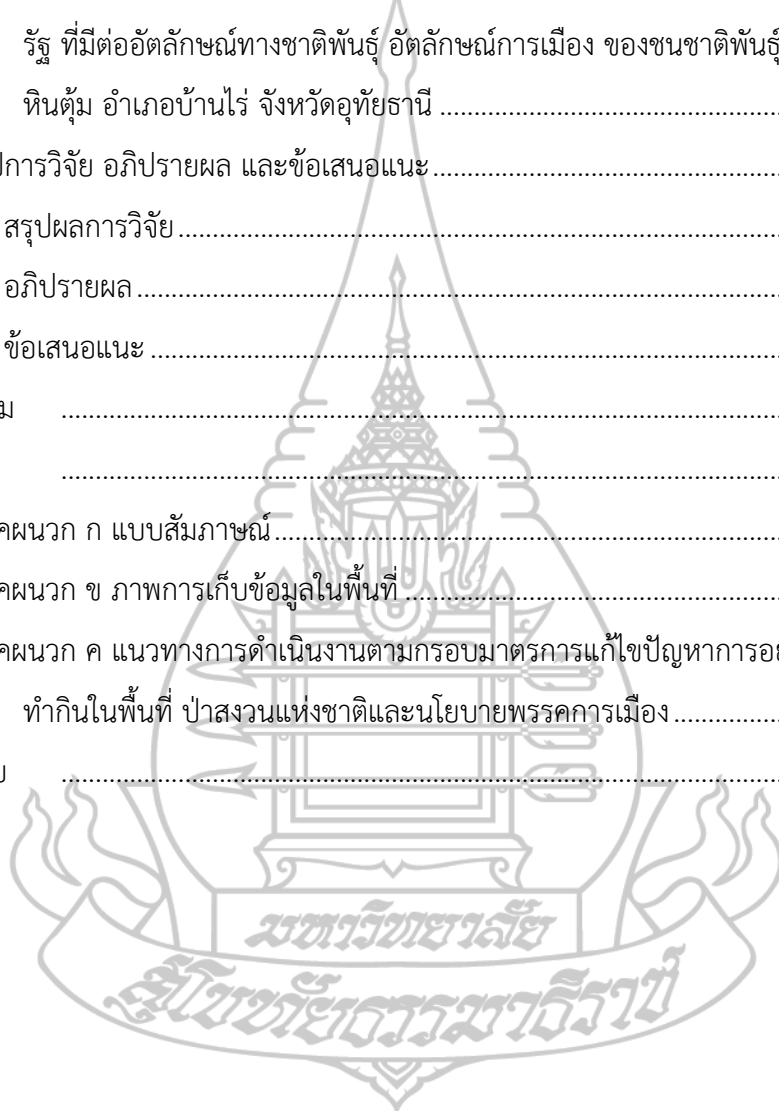 รัฐ ที่มีต่ออัตลักษณ์ทางชาติพันธุ์ อัตลักษณ์การเมือง ของชนชาติพันธุ์
หินตุ้ม อำเภอบ้านไร่ จังหวัดอุทัยธานี
การวิจัย อภิปรายผล และข้อเสนอแนะ
สรุปผลการวิจัย
อภิปรายผล
ข้อเสนอแนะ
ม
คผนวก ก แบบสัมภาษณ์
คผนวก ข ภาพการเก็บข้อมูลในพื้นที่
คผนวก ค แนวทางการดำเนินงานตามกรอบมาตรการแก้ไขปัญหาการอย
ทำกินในพื้นที่ ป่าสงวนแห่งชาติและนโยบายพรรคการเมือง
มหาวิทยาลัย
สุโขทัยธรรมาธิราช